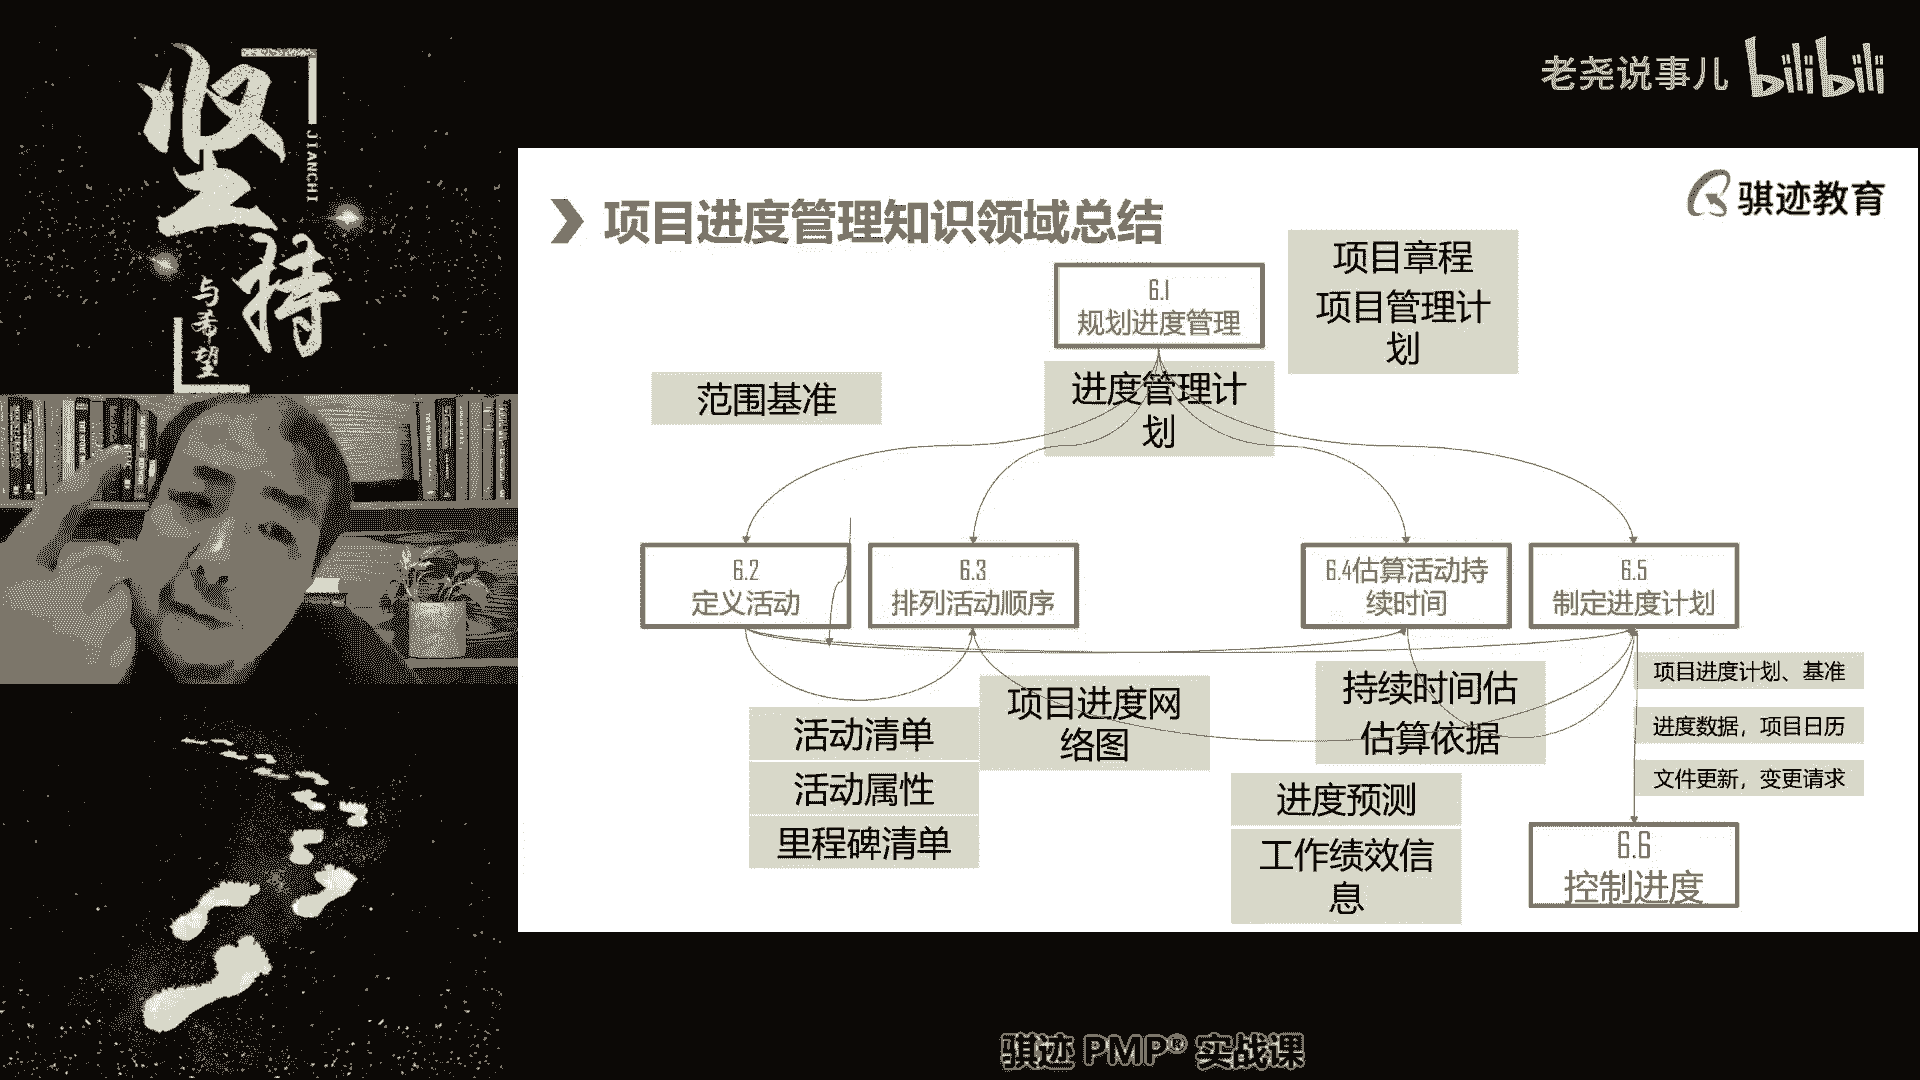 坚持
JIANCHI
与希望
老尧说事儿 bilibili
骐迹教育
项目进度管理知识领域总结
6.1
规划进度管理
项目章程
项目管理计
划
范围基准
进度管理计
划
6.2
定义活动
6.3
排列活动顺序
6.4估算活动持
续时间
6.5
制定进度计划
活动清单
活动属性
里程碑清单
项目进度网
络图
持续时间估
估算依据
项目进度计划、基准
进度数据，项目日历
文件更新，变更请求
进度预测
工作绩效信
息
6.6
控制进度
骐迹 PMP® 实战课